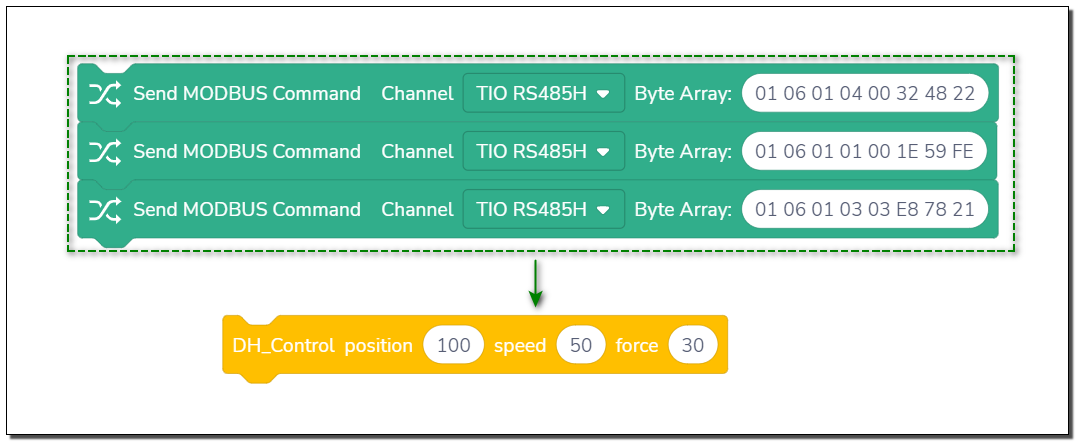 Send MODBUS Command Channel TIO RS485H Byte Array: 01 06 01 04 00 32 48 22
Send MODBUS Command Channel TIO RS485H Byte Array: 01 06 01 01 00 1E 59 FE
Send MODBUS Command Channel TIO RS485H Byte Array: 01 06 01 03 03 E8 78 21
DH_Control position 100 speed 50 force 30